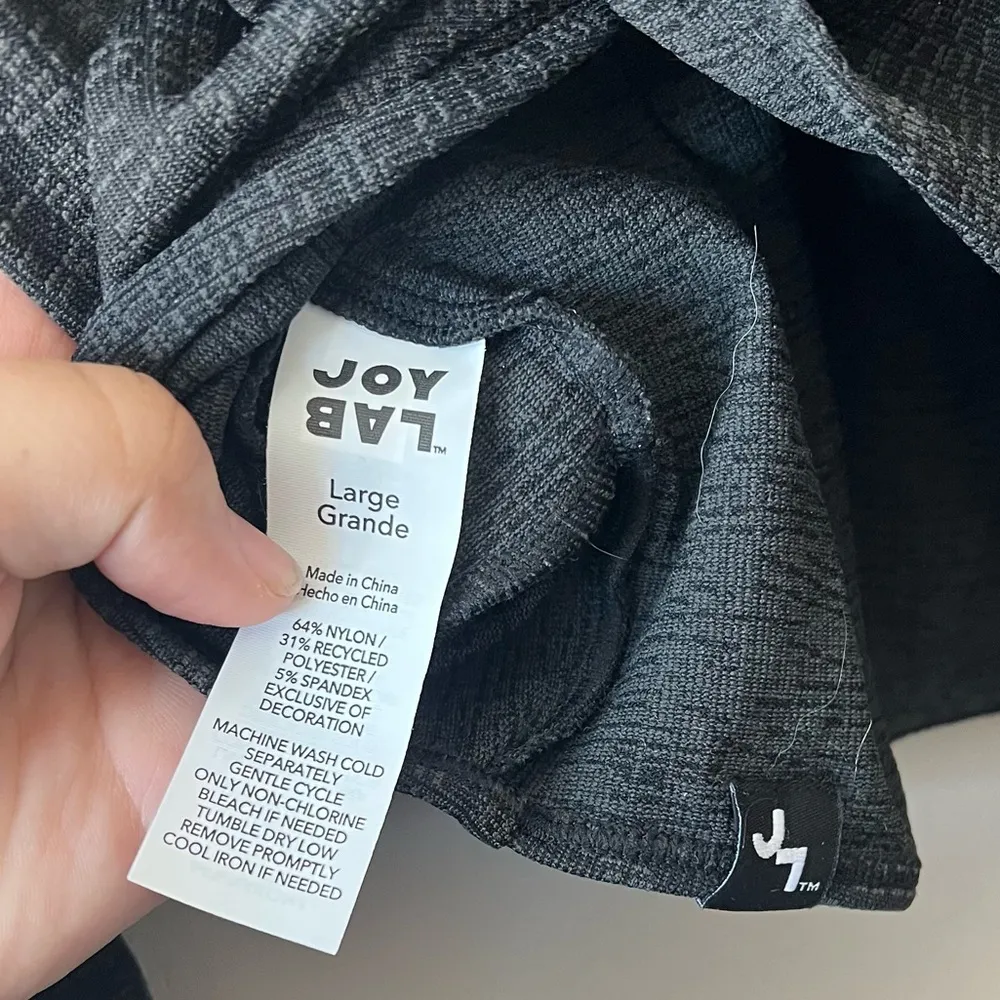 JOY
LAB™
Large
Grande
Made in China
Hecho en China
64% NYLON /
31% RECYCLED
POLYESTER /
5% SPANDEX
EXCLUSIVE OF
DECORATION
MACHINE WASH COLD
SEPARATELY
GENTLE CYCLE
ONLY NON-CHLORINE
BLEACH IF NEEDED
TUMBLE DRY LOW
REMOVE PROMPTLY
COOL IRON IF NEEDED
JL™